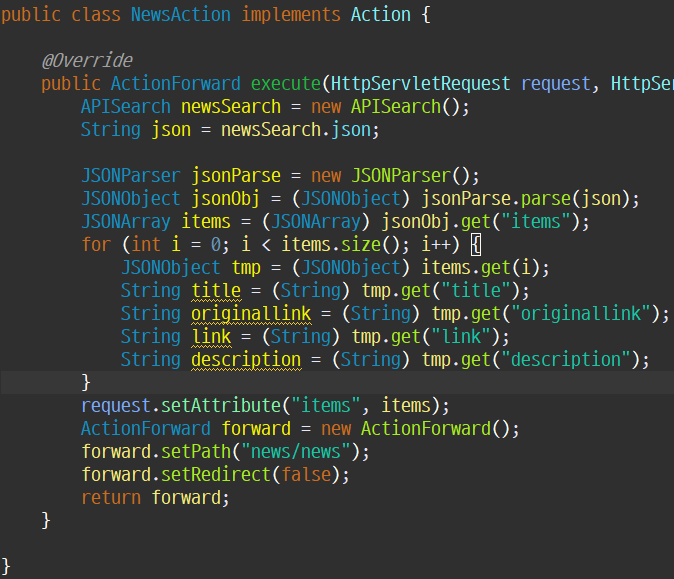 public class NewsAction implements Action {
@Override
public ActionForward execute(HttpServletRequest request, HttpSer
APISearch newsSearch = new APISearch();
String json = newsSearch.json;
JSONParser jsonParse = new JSONParser();
JSONObject jsonObj = (JSONObject) jsonParse.parse(json);
JSONArray items = (JSONArray) jsonObj.get("items");
for (int i = 0; i < items.size(); i++) {
JSONObject tmp = (JSONObject) items.get(i);
String title = (String) tmp.get("title");
String originallink = (String) tmp.get("originallink");
String link = (String) tmp.get("link");
String description = (String) tmp.get("description");
}
request.setAttribute("items", items);
ActionForward forward = new ActionForward();
forward.setPath("news/news");
forward.setRedirect(false);
return forward;
}
}